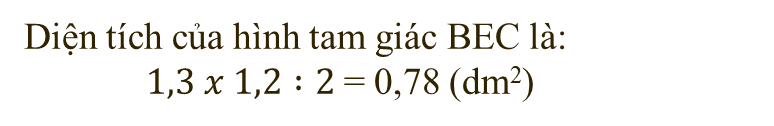 Diện tích của hình tam giác BEC là:
1,3 x 1,2 : 2 = 0,78 (dm²)